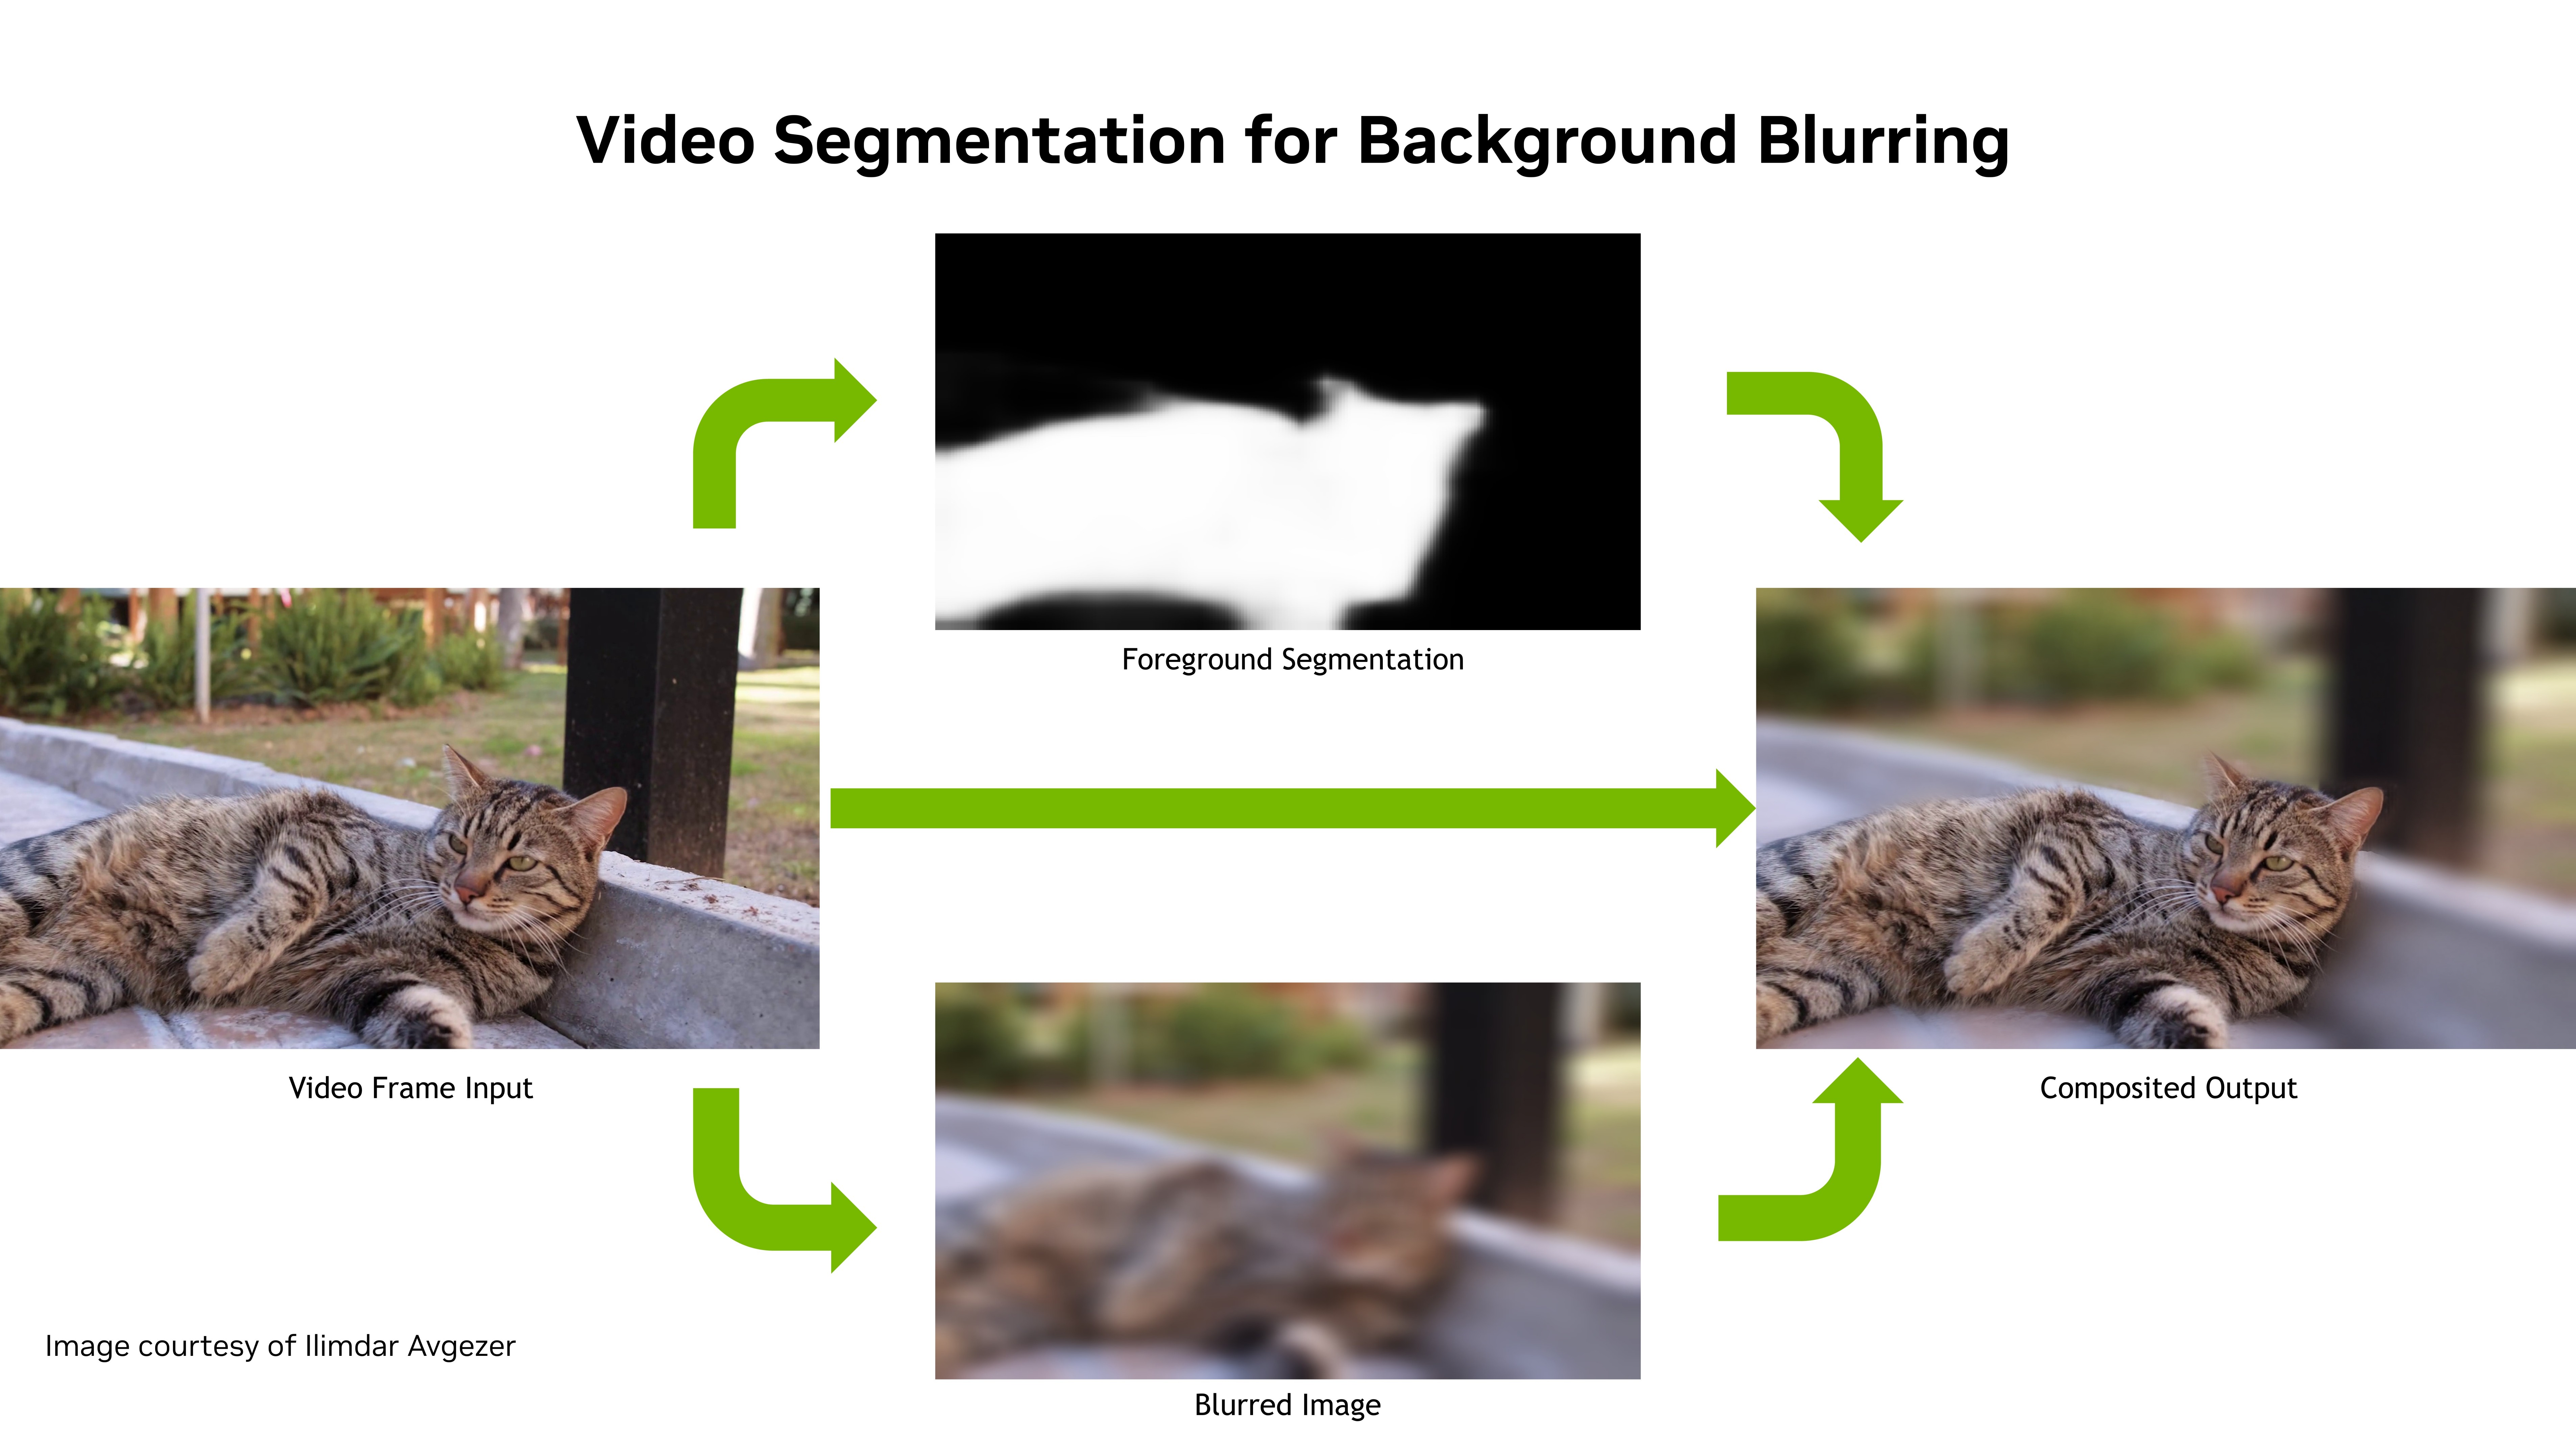 Video Segmentation for Background Blurring
Foreground Segmentation
Video Frame Input
Composited Output
Image courtesy of Ilimdar Avgezer
Blurred Image